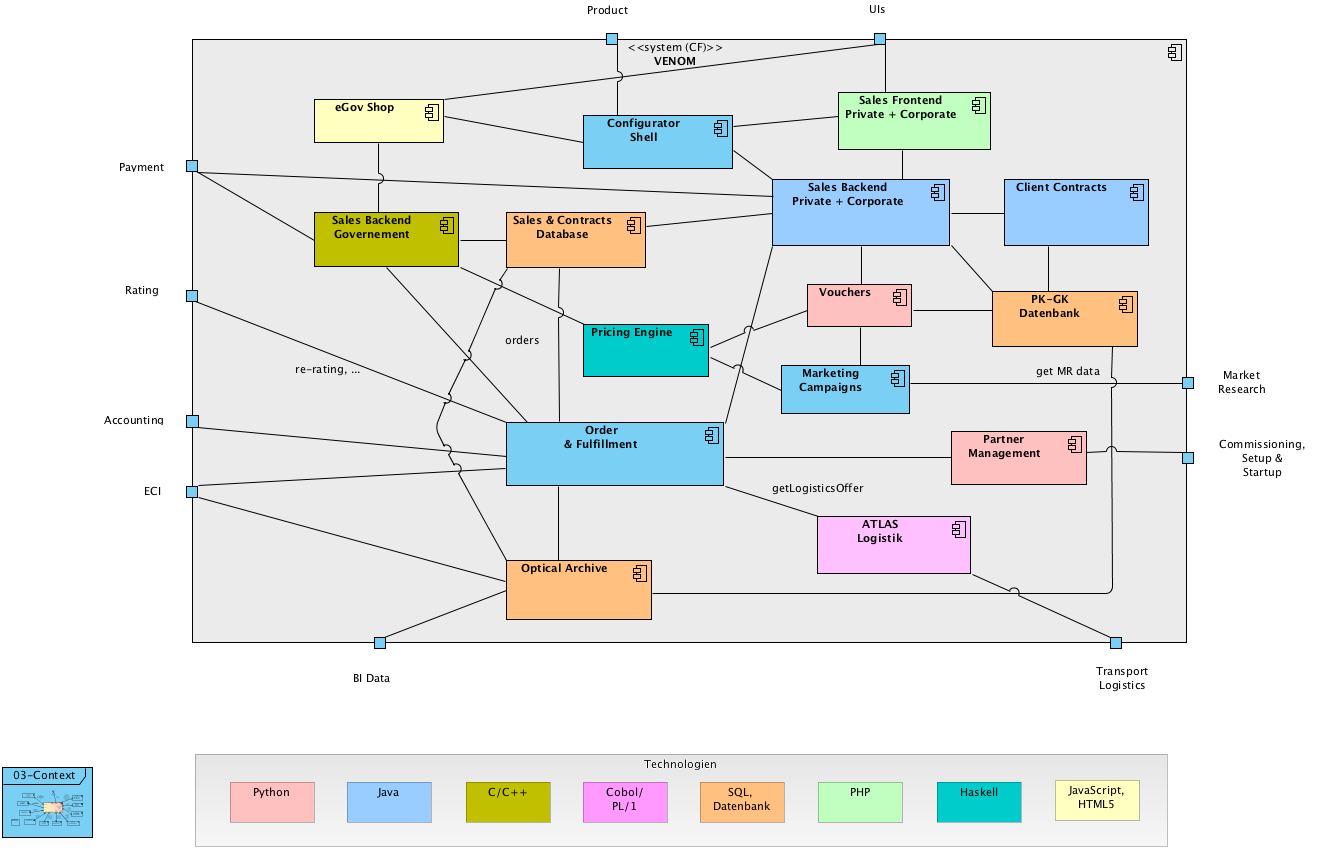 Product
UIs
<<system (CF)>>
VENOM
eGov Shop
Configurator
Shell
Sales Frontend
Private + Corporate
Payment
Sales Backend
Private + Corporate
Client Contracts
Sales Backend
Governement
Sales & Contracts
Database
Rating
Vouchers
PK-GK
Datenbank
Pricing Engine
orders
re-rating, ...
Marketing
Campaigns
get MR data
Market
Research
Accounting
Order
& Fulfillment
Partner
Management
Commissioning,
Setup &
Startup
ECI
getLogisticsOffer
ATLAS
Logistik
Optical Archive
BI Data
Transport
Logistics
03-Context
Technologien
Python
Java
C/C++
Cobol/
PL/1
SQL,
Datenbank
PHP
Haskell
JavaScript,
HTML5